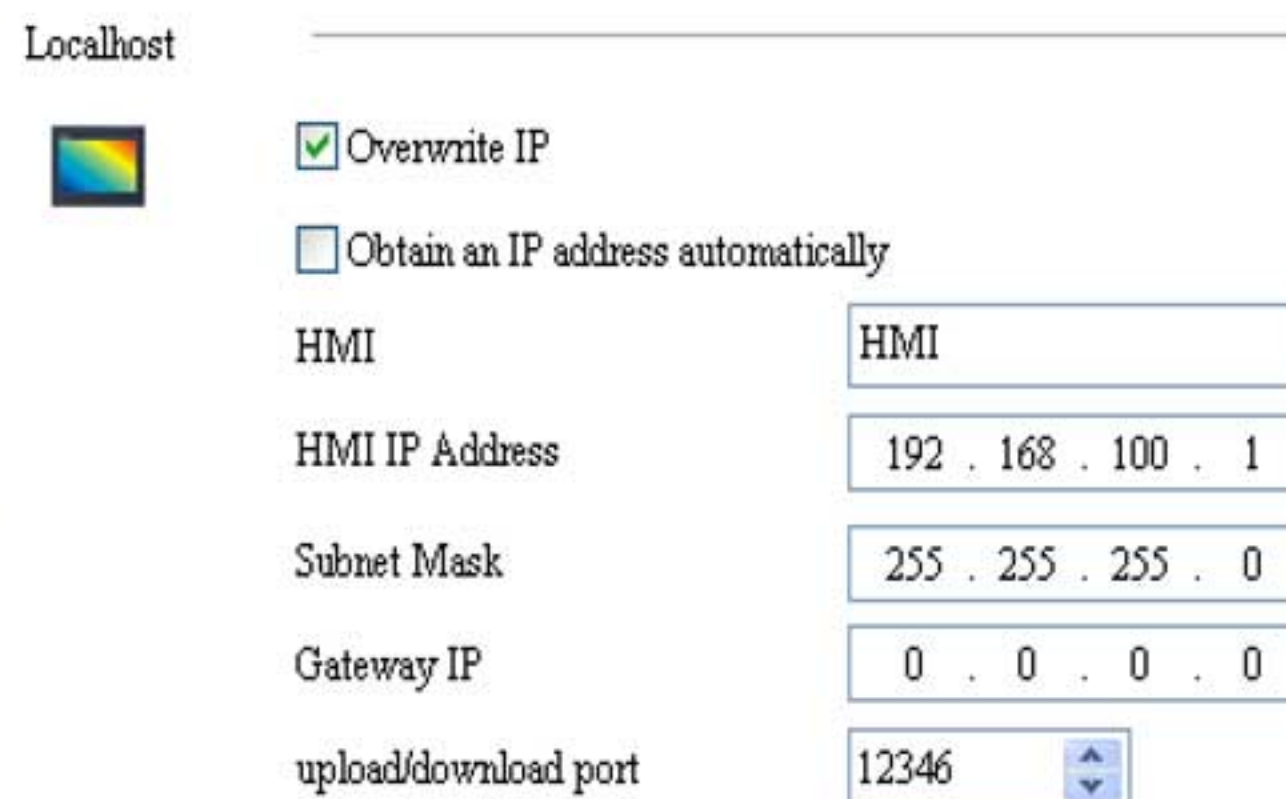 Localhost
Overwrite IP
Obtain an IP address automatically
HMI HMI
HMI IP Address 192 . 168 . 100 . 1
Subnet Mask 255 . 255 . 255 . 0
Gateway IP 0 . 0 . 0 . 0
upload/download port 12346